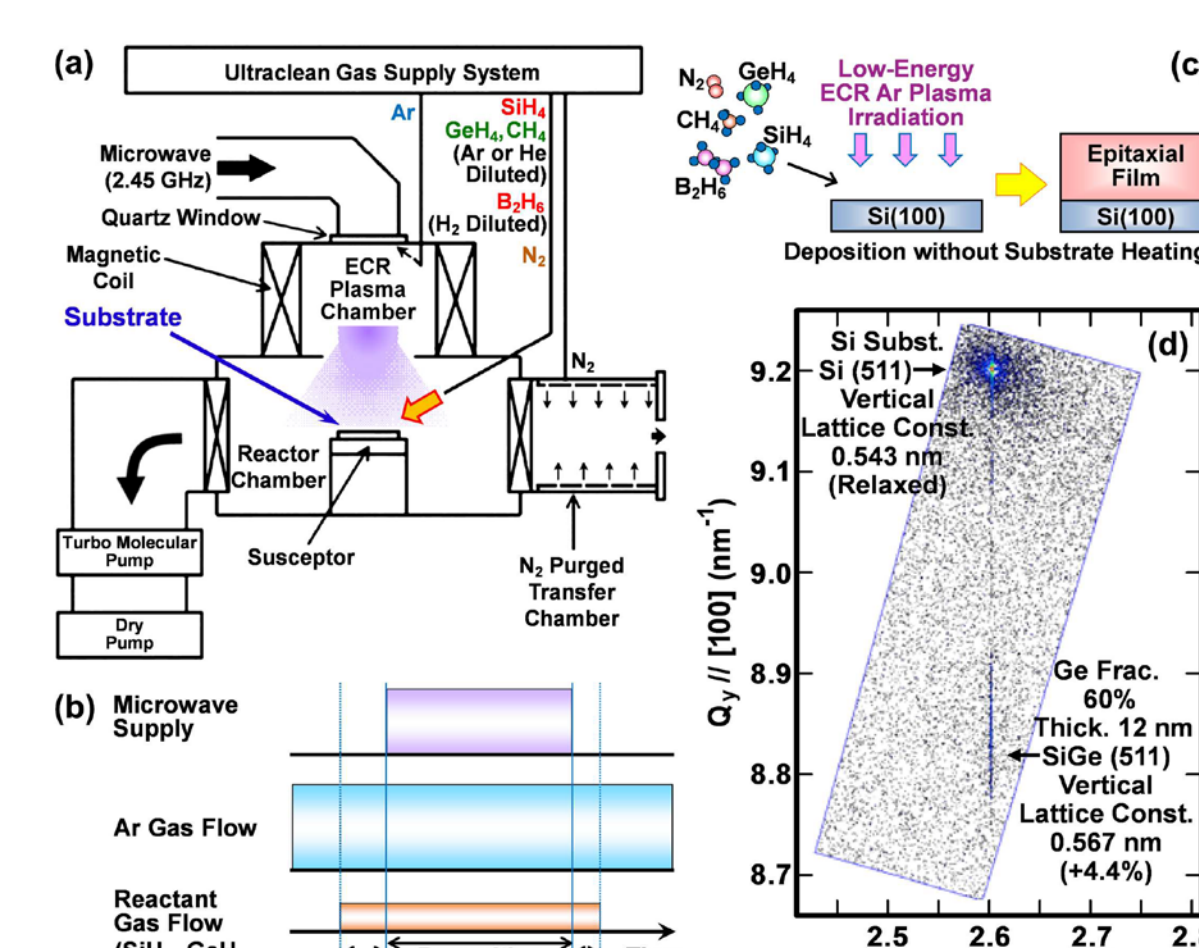 (a)
Ultraclean Gas Supply System
Ar
SiH4
GeH4, CH4
(Ar or He
Diluted)
B2H6
(H2 Diluted)
N2
Microwave
(2.45 GHz)
Quartz Window
Magnetic
Coil
ECR
Plasma
Chamber
Substrate
N2
Reactor
Chamber
Turbo Molecular
Pump
Susceptor
N2 Purged
Transfer
Chamber
Dry
Pump
(b)
Microwave
Supply
Ar Gas Flow
Reactant
Gas Flow
(c
N2
GeH4
CH4
SiH4
B2H6
Low-Energy
ECR Ar Plasma
Irradiation
Si(100)
Epitaxial
Film
Si(100)
Deposition without Substrate Heating
(d)
Si Subst.
Si (511)
Vertical
Lattice Const.
0.543 nm
(Relaxed)
Ge Frac.
60%
Thick. 12 nm
SiGe (511)
Vertical
Lattice Const.
0.567 nm
(+4.4%)
Qy // [100] (nm-1)
9.2
9.1
9.0
8.9
8.8
8.7
2.5
2.6
2.7
2.